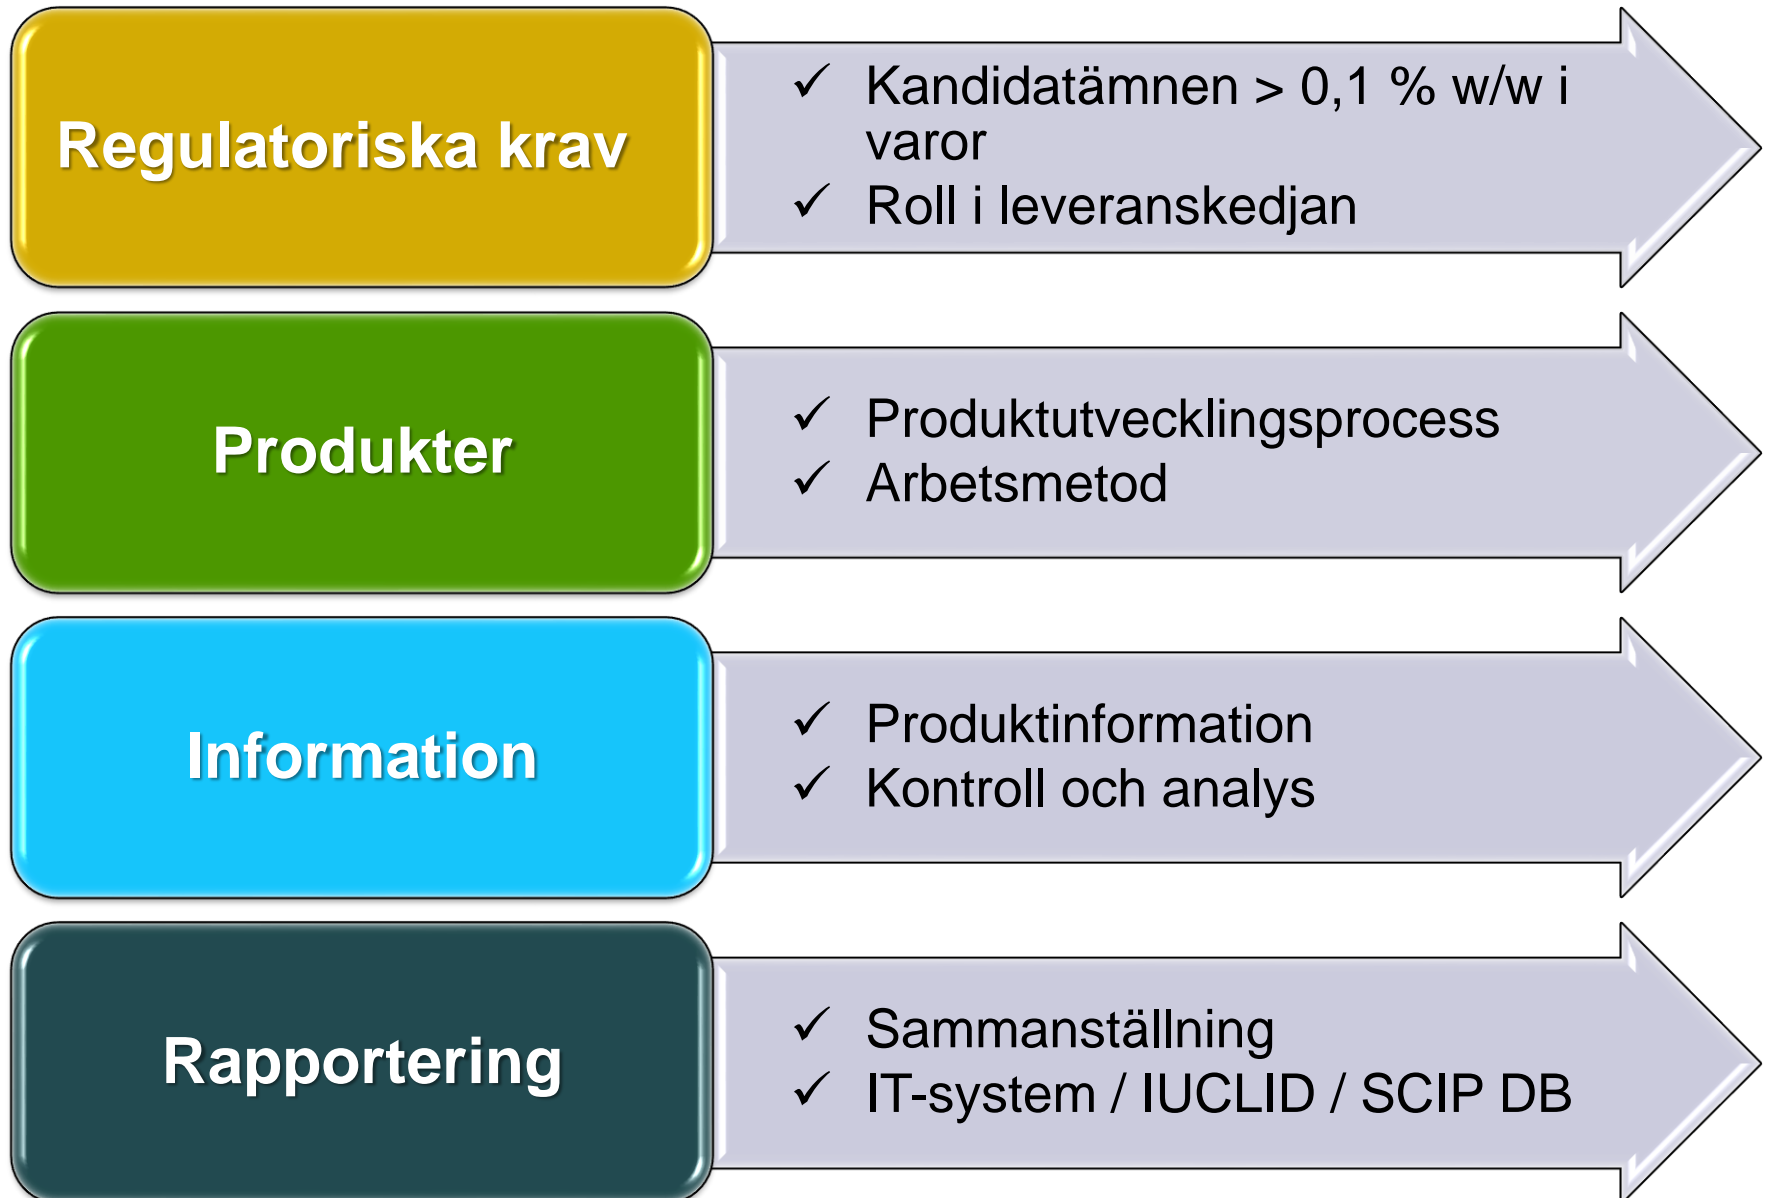 Regulatoriska krav
✓ Kandidatämnen > 0,1 % w/w i
varor
✓ Roll i leveranskedjan
Produkter
✓ Produktutvecklingsprocess
✓ Arbetsmetod
Information
✓ Produktinformation
✓ Kontroll och analys
Rapportering
✓ Sammanställning
✓ IT-system / IUCLID / SCIP DB